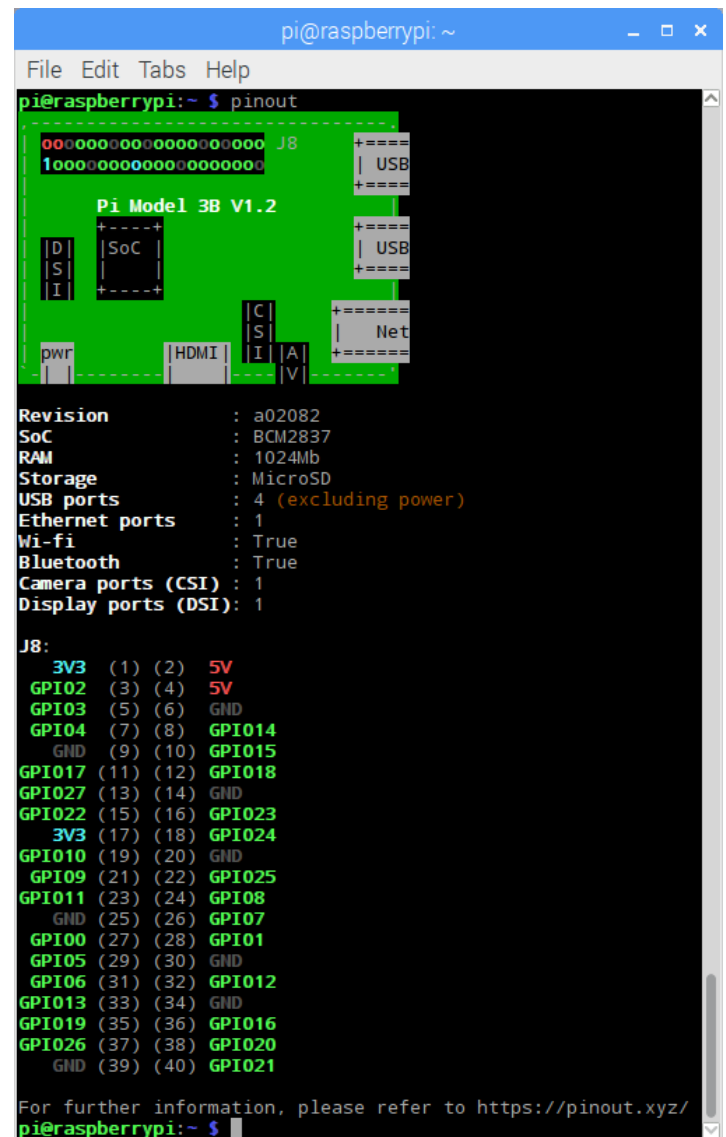 pi@raspberrypi: ~
File Edit Tabs Help
pi@raspberrypi:~ $ pinout
,--------------------------------.
| oooooooooooooooooooo J8     +====
| 1ooooooooooooooooooo        | USB
|                             +====
|      Pi Model 3B V1.2          |
|      +----+                 +====
| |D|  |SoC |                 | USB
| |S|  |    |                 +====
| |I|  +----+                    |
|                   |C|     +======
|                   |S|     |   Net
| pwr        |HDMI| |I||A|  +======
`-| |--------|    |----|V|-------'
Revision           : a02082
SoC                : BCM2837
RAM                : 1024Mb
Storage            : MicroSD
USB ports          : 4 (excluding power)
Ethernet ports     : 1
Wi-fi              : True
Bluetooth          : True
Camera ports (CSI) : 1
Display ports (DSI): 1
J8:
   3V3  (1) (2)  5V
 GPIO2  (3) (4)  5V
 GPIO3  (5) (6)  GND
 GPIO4  (7) (8)  GPIO14
   GND  (9) (10) GPIO15
GPIO17 (11) (12) GPIO18
GPIO27 (13) (14) GND
GPIO22 (15) (16) GPIO23
   3V3 (17) (18) GPIO24
GPIO10 (19) (20) GND
 GPIO9 (21) (22) GPIO25
GPIO11 (23) (24) GPIO8
   GND (25) (26) GPIO7
 GPIO0 (27) (28) GPIO1
 GPIO5 (29) (30) GND
 GPIO6 (31) (32) GPIO12
GPIO13 (33) (34) GND
GPIO19 (35) (36) GPIO16
GPIO26 (37) (38) GPIO20
   GND (39) (40) GPIO21
For further information, please refer to https://pinout.xyz/
pi@raspberrypi:~ $